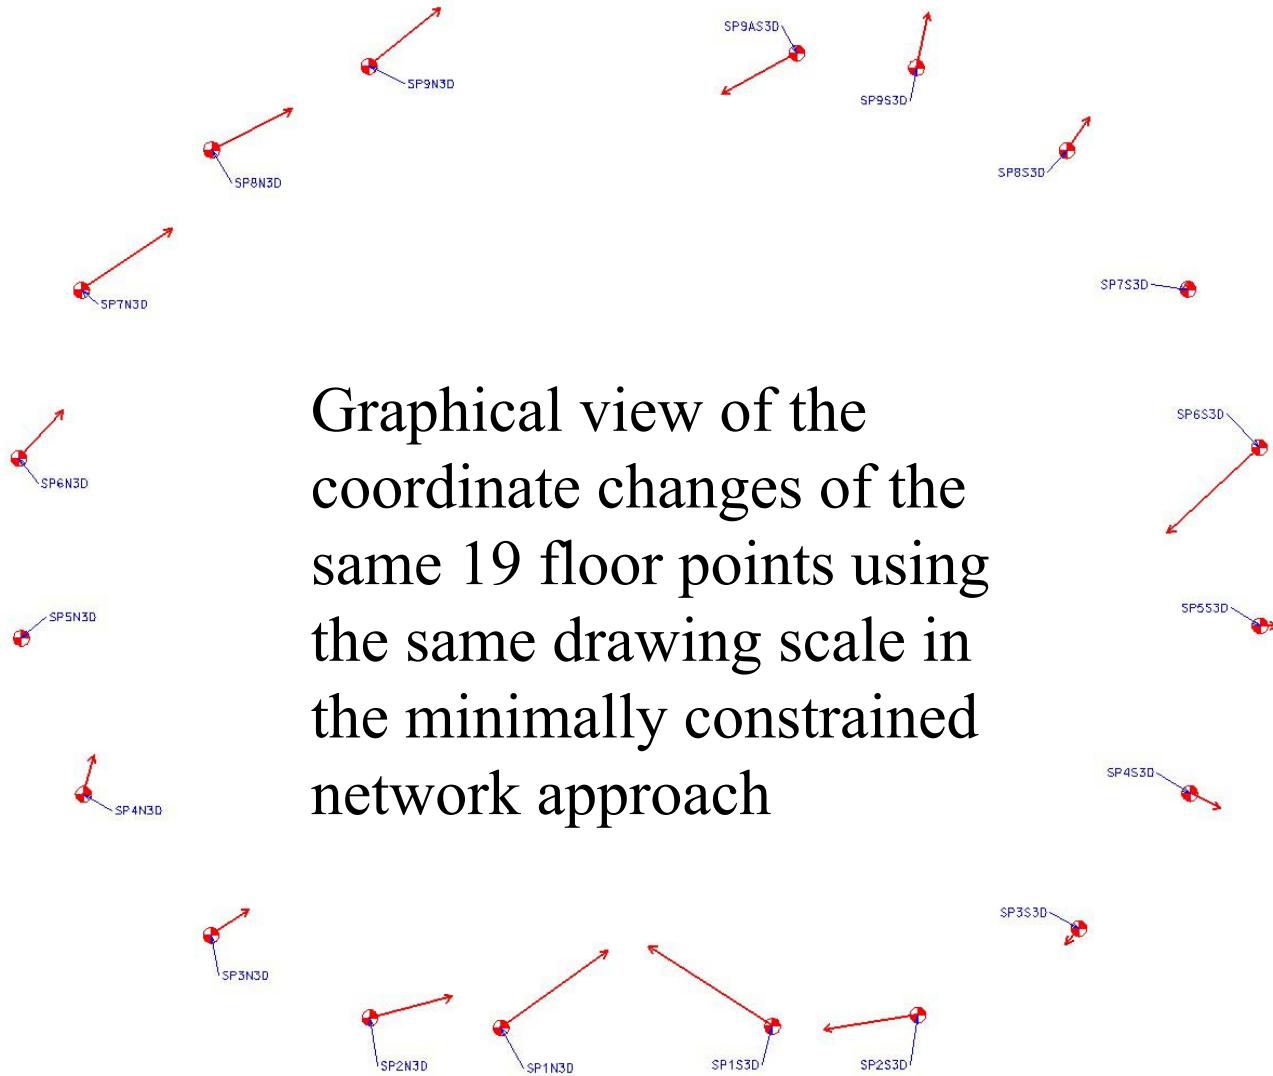 SP9AS3D
SP9N3D
SP9S3D
SP8N3D
SP8S3D
SP7N3D
SP7S3D
Graphical view of the
coordinate changes of the
same 19 floor points using
the same drawing scale in
the minimally constrained
network approach
SP6S3D
SP6N3D
SP5N3D
SP5S3D
SP4N3D
SP4S3D
SP3N3D
SP3S3D
SP2N3D
SP1N3D
SP1S3D
SP2S3D